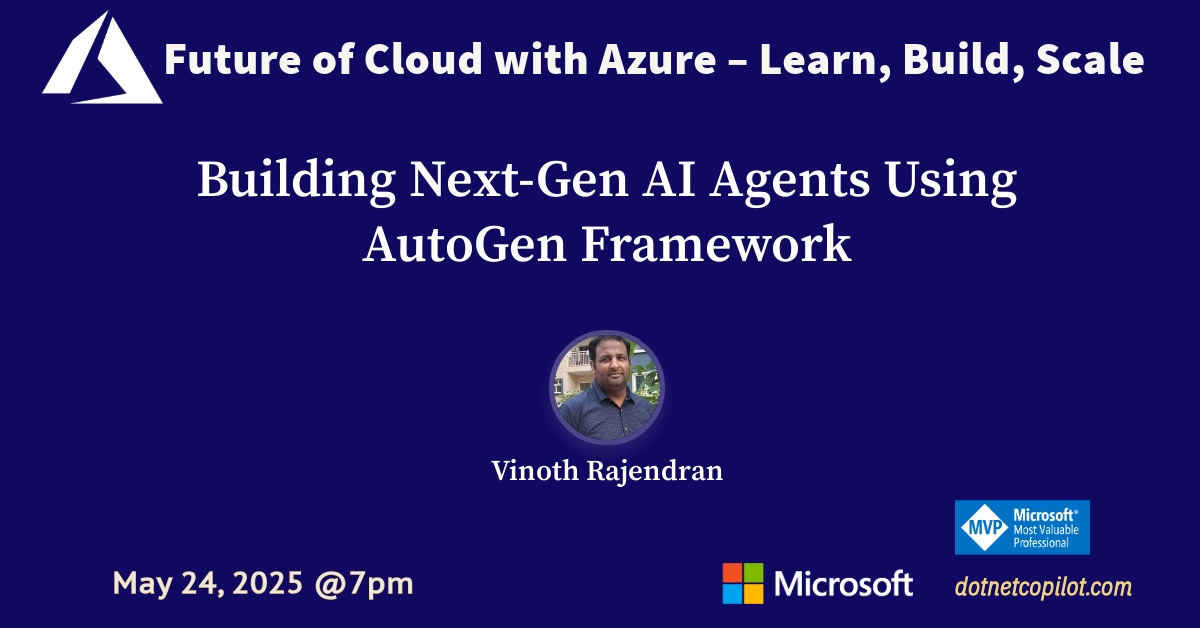 Future of Cloud with Azure – Learn, Build, Scale
Building Next-Gen AI Agents Using
AutoGen Framework
Vinoth Rajendran
MVP
Microsoft®
Most Valuable
Professional
May 24, 2025 @7pm
Microsoft
dotnetcopilot.com